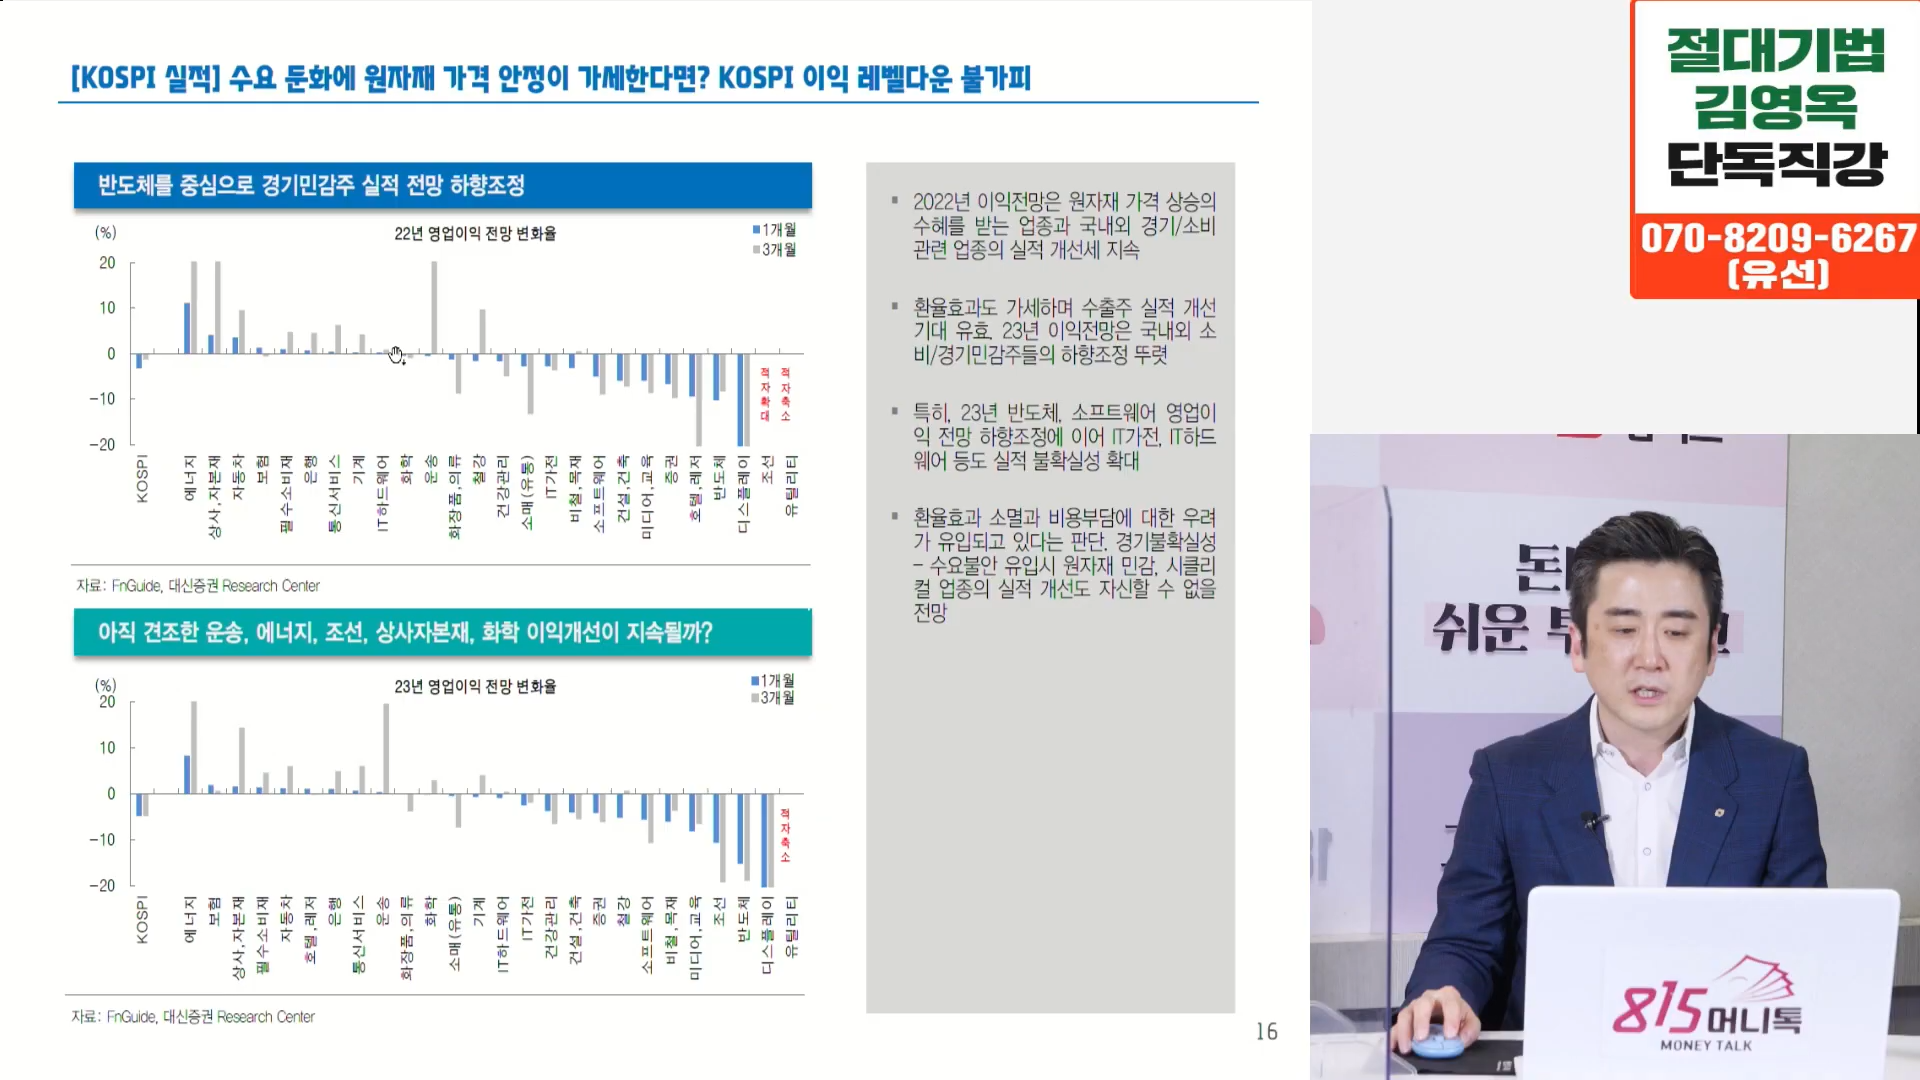 [KOSPI 실적] 수요 둔화에 원자재 가격 안정이 가세한다면? KOSPI 이익 레벨다운 불가피
반도체를 중심으로 경기민감주 실적 전망 하향조정
(%)
22년 영업이익 전망 변화율
1개월
3개월
20
10
0
-10
-20
적자확대
적자축소
KOSPI
에너지
상사,자본재
자동차
보험
필수소비재
은행
통신서비스
기계
IT하드웨어
화학
운송
화장품,의류
철강
건강관리
소매(유통)
IT가전
비철,목재
소프트웨어
건설,건축
미디어,교육
증권
호텔,레저
반도체
디스플레이
조선
유틸리티
자료: FnGuide, 대신증권 Research Center
아직 견조한 운송, 에너지, 조선, 상사자본재, 화학 이익개선이 지속될까?
(%)
23년 영업이익 전망 변화율
1개월
3개월
20
10
0
-10
-20
적자축소
KOSPI
에너지
보험
상사,자본재
필수소비재
자동차
호텔,레저
은행
통신서비스
운송
화장품,의류
화학
소매(유통)
기계
IT하드웨어
IT가전
건강관리
건설,건축
증권
철강
소프트웨어
비철,목재
미디어,교육
조선
반도체
디스플레이
유틸리티
자료: FnGuide, 대신증권 Research Center
2022년 이익전망은 원자재 가격 상승의
수혜를 받는 업종과 국내외 경기/소비
관련 업종의 실적 개선세 지속
환율효과도 가세하며 수출주 실적 개선
기대 유효. 23년 이익전망은 국내외 소
비/경기민감주들의 하향조정 뚜렷
특히, 23년 반도체, 소프트웨어 영업이
익 전망 하향조정에 이어 IT가전, IT하드
웨어 등도 실적 불확실성 확대
환율효과 소멸과 비용부담에 대한 우려
가 유입되고 있다는 판단. 경기불확실성
- 수요불안 유입시 원자재 민감, 시클리
컬 업종의 실적 개선도 자신할 수 없을
전망
16
절대기법
김영옥
단독직강
070-8209-6267
(유선)
쉬운
815머니톡
MONEY TALK